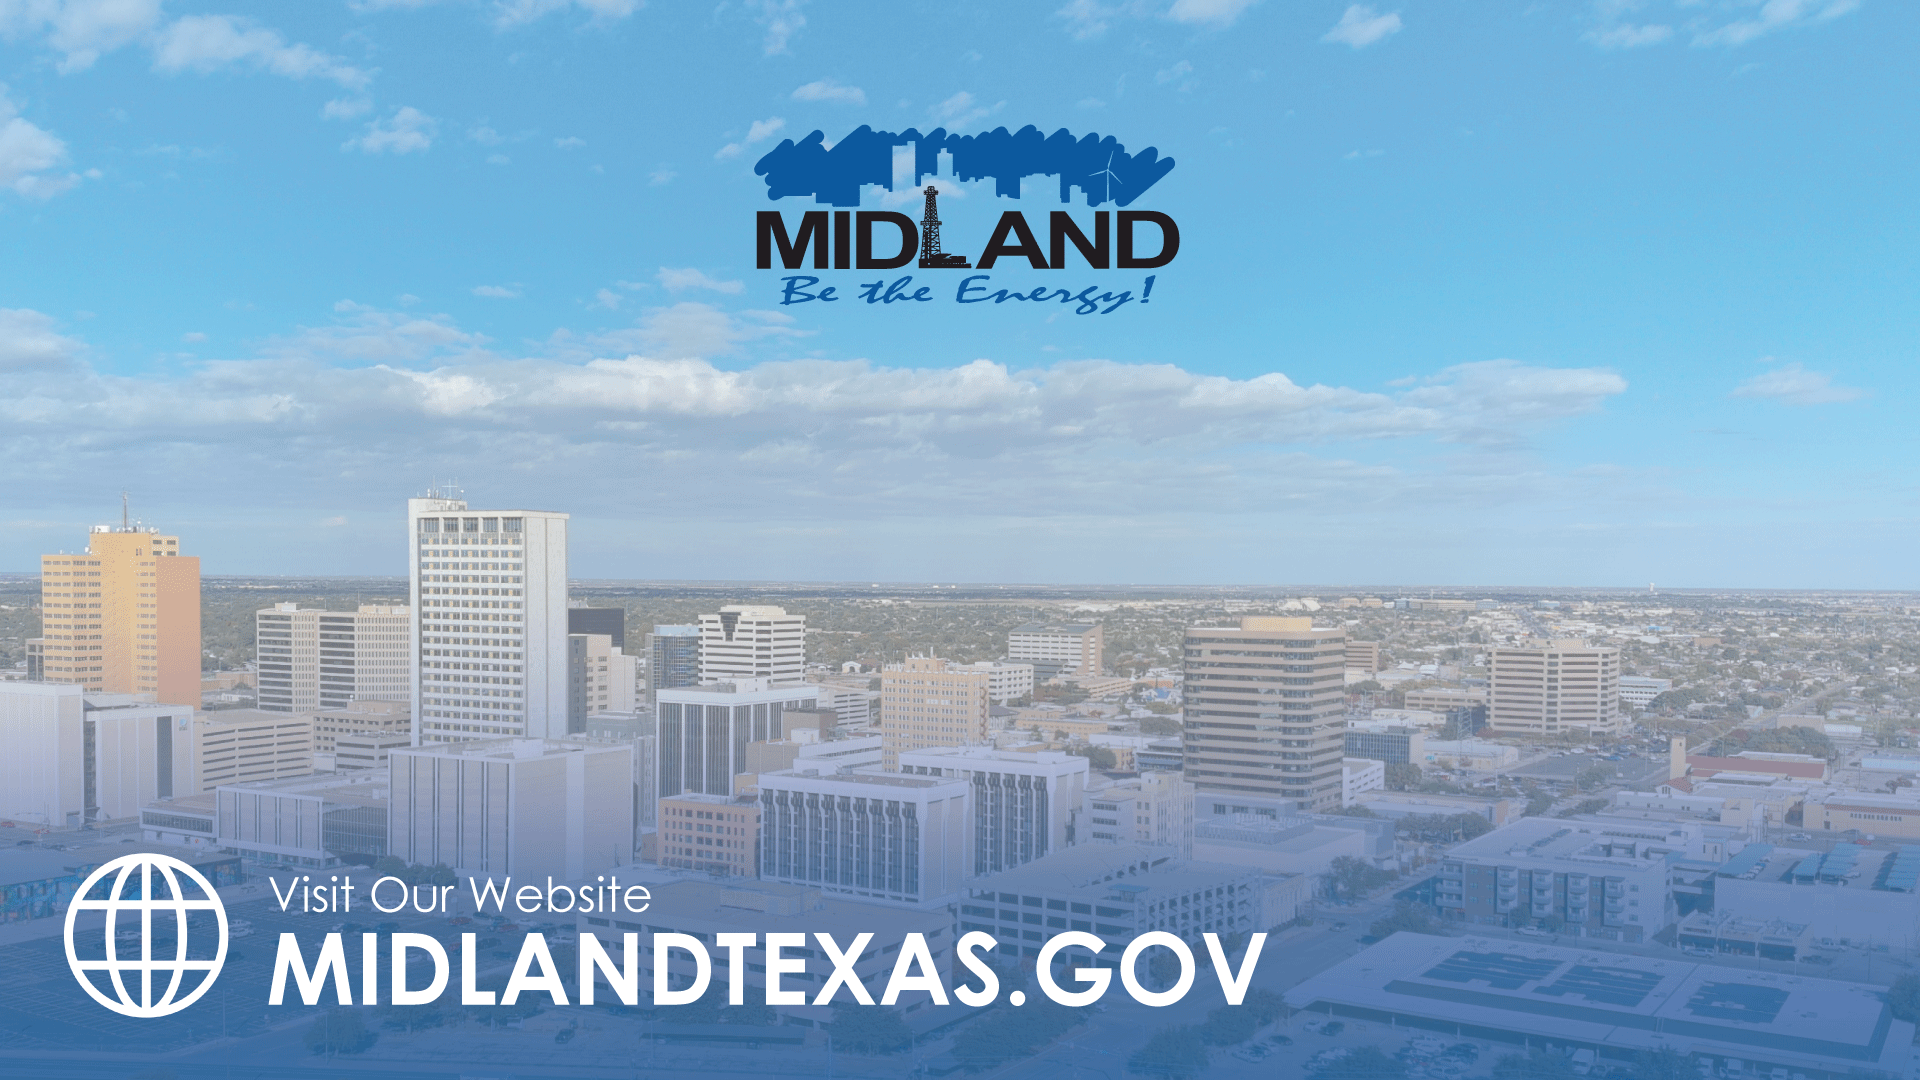 MIDLAND
Be the Energy!
Visit Our Website
MIDLANDTEXAS.GOV